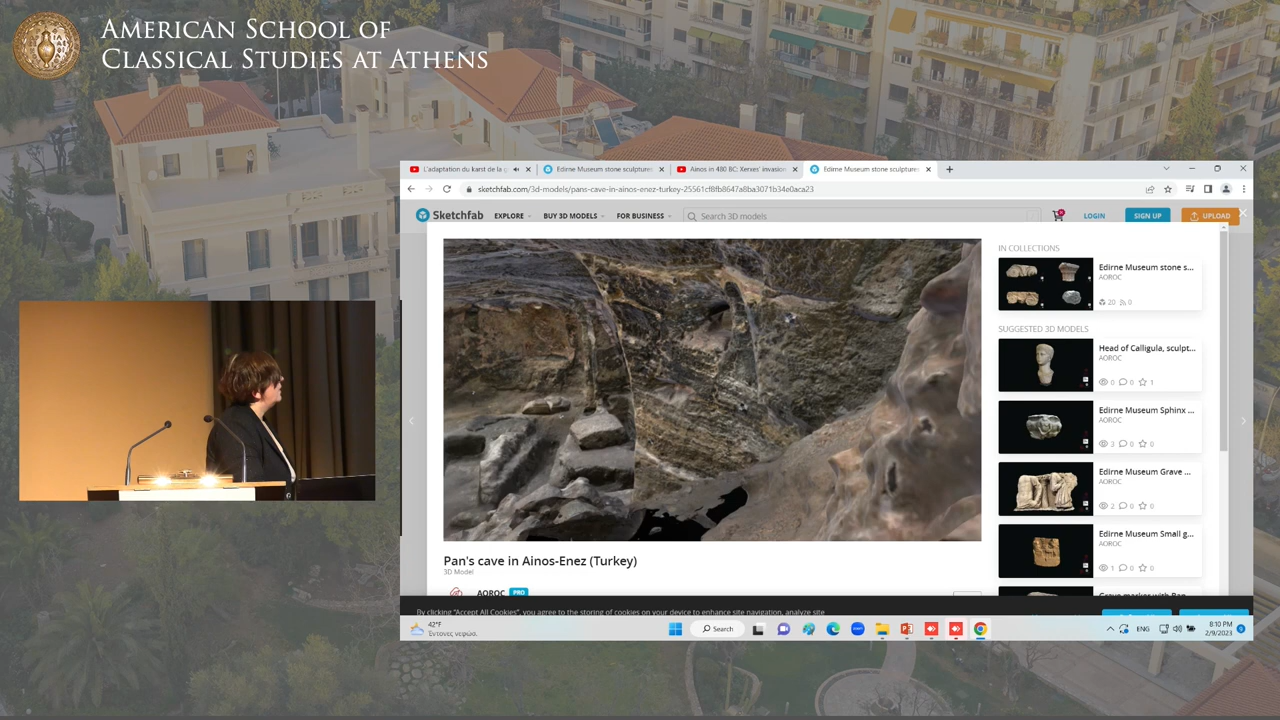 AMERICAN SCHOOL OF
CLASSICAL STUDIES AT ATHENS
L'adaptation du karst de la g
Edirne Museum stone sculptures
Ainos in 480 BC: Xerxes' invasion
Edirne Museum stone sculptures
sketchfab.com/3d-models/pans-cave-in-ainos-enez-turkey-25561cf8fb8647a8ba3071b34e0aca23
Sketchfab EXPLORE BUY 3D MODELS FOR BUSINESS Search 3D models LOGIN SIGN UP UPLOAD
IN COLLECTIONS
Edirne Museum stone s...
AOROC
20 0
SUGGESTED 3D MODELS
Head of Calligula, sculpt...
AOROC
0 0 1
Edirne Museum Sphinx ...
AOROC
3 0 0
Edirne Museum Grave ...
AOROC
2 0 0
Edirne Museum Small g...
AOROC
1 0 0
Pan's cave in Ainos-Enez (Turkey)
3D Model
AOROC PRO
By clicking "Accept All Cookies", you agree to the storing of cookies on your device to enhance site navigation, analyze site
42°F
Έντονες νεφώσ.
Search
ENG
8:10 PM
2/9/2023